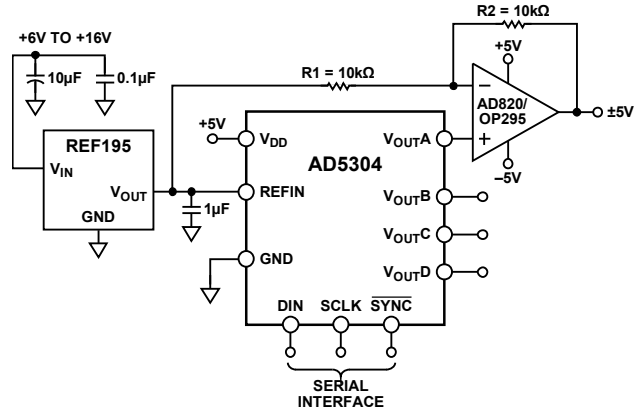 R2 = 10kΩ
+6V TO +16V
+5V
10µF
0.1µF
R1 = 10kΩ
−
AD820/
OP295
+
±5V
−5V
REF195
VIN
VOUT
GND
1µF
+5V
VDD
AD5304
REFIN
GND
VOUTA
VOUTB
VOUTC
VOUTD
DIN SCLK SYNC
SERIAL
INTERFACE